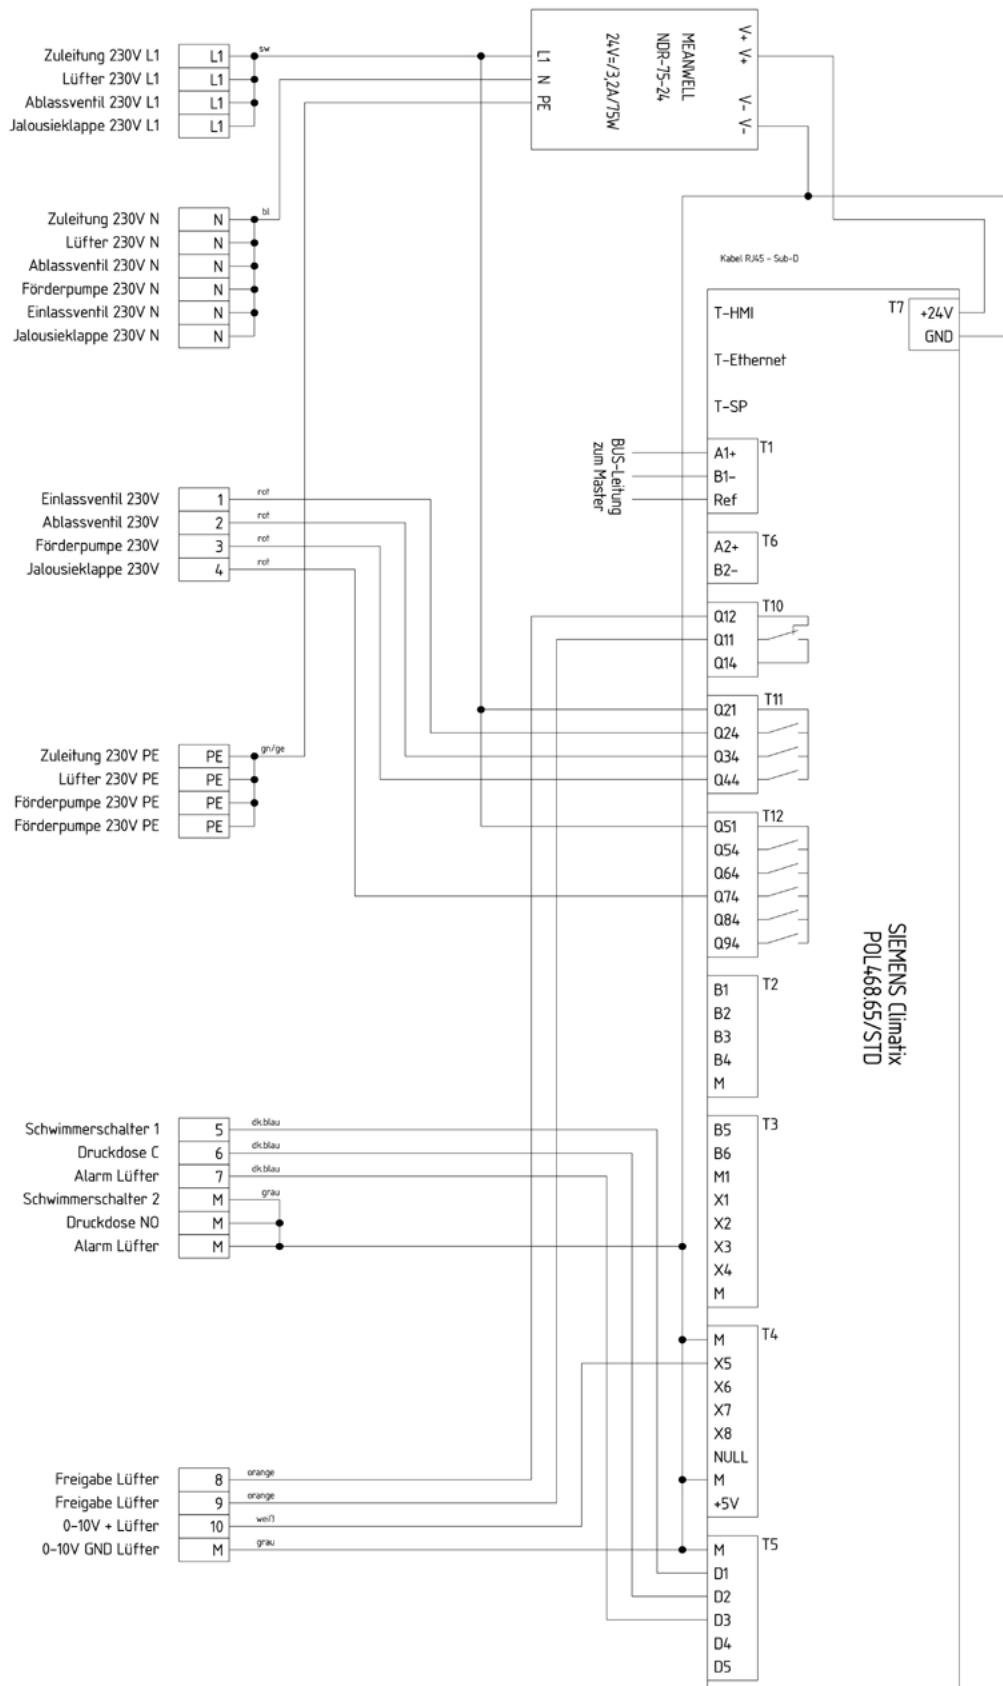 Zuleitung 230V L1 L1 sw
Lüfter 230V L1 L1
Ablassventil 230V L1 L1
Jalousieklappe 230V L1 L1
L1
N
PE
MEANWELL
NDR-75-24
24V=/3,2A/75W
V+ V+
V- V-
Zuleitung 230V N N bl
Lüfter 230V N N
Ablassventil 230V N N
Förderpumpe 230V N N
Einlassventil 230V N N
Jalousieklappe 230V N N
Kabel RJ45 - Sub-D
T-HMI
T-Ethernet
T-SP
T7
+24V
GND
BUS-Leitung
zum Master
T1
A1+
B1-
Ref
T6
A2+
B2-
Einlassventil 230V 1 rot
Ablassventil 230V 2 rot
Förderpumpe 230V 3 rot
Jalousieklappe 230V 4 rot
T10
Q12
Q11
Q14
T11
Q21
Q24
Q34
Q44
Zuleitung 230V PE PE gn/ge
Lüfter 230V PE PE
Förderpumpe 230V PE PE
Förderpumpe 230V PE PE
T12
Q51
Q54
Q64
Q74
Q84
Q94
SIEMENS Climatix
POL468.65/STD
T2
B1
B2
B3
B4
M
Schwimmerschalter 1 5 dk.blau
Druckdose C 6 dk.blau
Alarm Lüfter 7 dk.blau
Schwimmerschalter 2 M grau
Druckdose NO M
Alarm Lüfter M
T3
B5
B6
M1
X1
X2
X3
X4
M
T4
M
X5
X6
X7
X8
NULL
M
+5V
Freigabe Lüfter 8 orange
Freigabe Lüfter 9 orange
0-10V + Lüfter 10 weiß
0-10V GND Lüfter M grau
T5
M
D1
D2
D3
D4
D5